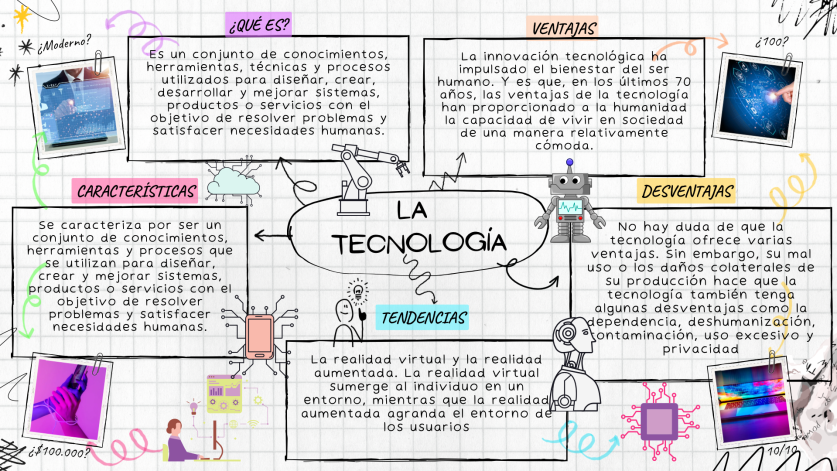 ¿QUÉ ES?
¿Moderno?
Es un conjunto de conocimientos,
herramientas, técnicas y procesos
utilizados para diseñar, crear,
desarrollar y mejorar sistemas,
productos o servicios con el
objetivo de resolver problemas y
satisfacer necesidades humanas.
VENTAJAS
¿100?
La innovación tecnológica ha
impulsado el bienestar del ser
humano. Y es que, en los últimos 70
años, las ventajas de la tecnología
han proporcionado a la humanidad
la capacidad de vivir en sociedad
de una manera relativamente
cómoda.
CARACTERÍSTICAS
Se caracteriza por ser un
conjunto de conocimientos,
herramientas y procesos que
se utilizan para diseñar,
crear y mejorar sistemas,
productos o servicios con el
objetivo de resolver
problemas y satisfacer
necesidades humanas.
LA
TECNOLOGÍA
DESVENTAJAS
No hay duda de que la
tecnología ofrece varias
ventajas. Sin embargo, su mal
uso o los daños colaterales de
su producción hace que la
tecnología también tenga
algunas desventajas como la
dependencia, deshumanización,
contaminación, uso excesivo y
privacidad
TENDENCIAS
La realidad virtual y la realidad
aumentada. La realidad virtual
sumerge al individuo en un
entorno, mientras que la realidad
aumentada agranda el entorno de
los usuarios
¿$100.000?
10/10